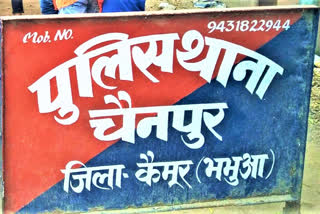 Mob. NO. 9431822944
पुलिस थाना
चैनपुर
जिला- कैमूर (भभुआ)